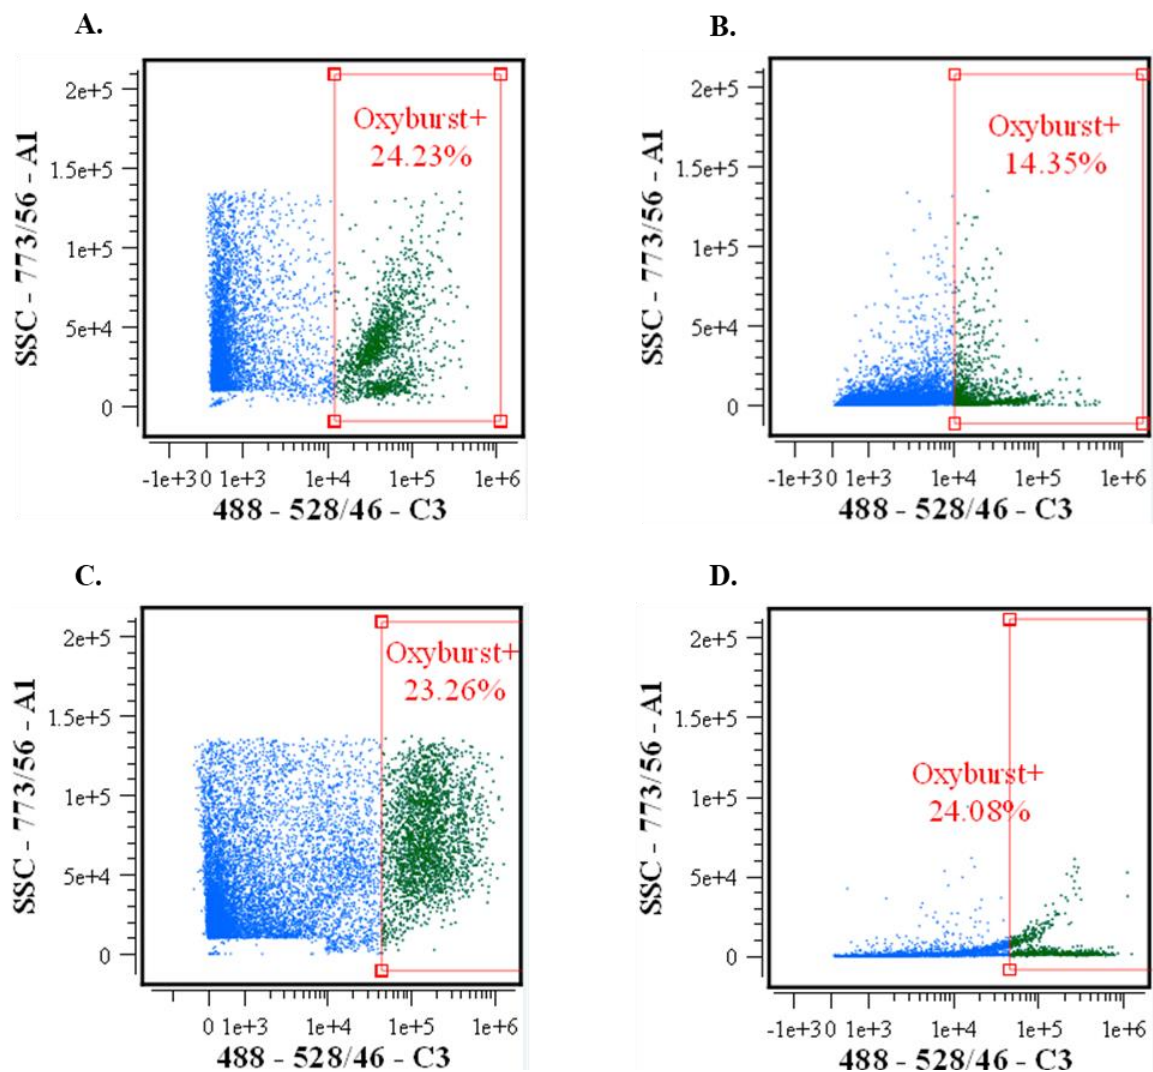 A.
SSC - 773/56 - A1
2e+5
1.5e+5
1e+5
5e+4
0
Oxyburst+
24.23%
-1e+3 0 1e+3 1e+4 1e+5 1e+6
488 - 528/46 - C3
B.
SSC - 773/56 - A1
2e+5
1.5e+5
1e+5
5e+4
0
Oxyburst+
14.35%
-1e+3 0 1e+3 1e+4 1e+5 1e+6
488 - 528/46 - C3
C.
SSC - 773/56 - A1
2e+5
1.5e+5
1e+5
5e+4
0
Oxyburst+
23.26%
0 1e+3 1e+4 1e+5 1e+6
488 - 528/46 - C3
D.
SSC - 773/56 - A1
2e+5
1.5e+5
1e+5
5e+4
0
Oxyburst+
24.08%
-1e+3 0 1e+3 1e+4 1e+5 1e+6
488 - 528/46 - C3